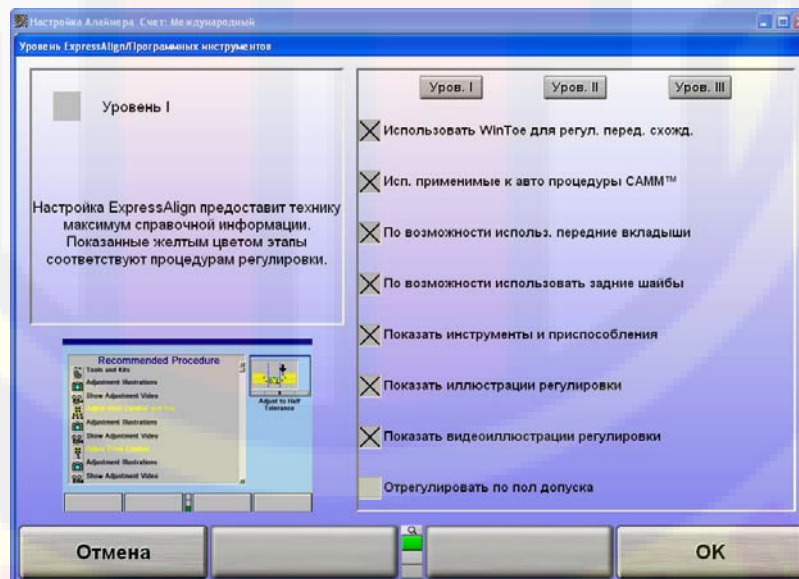 Настройка Алайнера. Счет: Международный
Уровень ExpressAlign/Программных инструментов
Уровень I
Настройка ExpressAlign предоставит технику
максимум справочной информации.
Показанные желтым цветом этапы
соответствуют процедурам регулировки.
Уров. I
Уров. II
Уров. III
Использовать WinToe для регул. перед. схожд.
Исп. применимые к авто процедуры CAMM™
По возможности использ. передние вкладыши
По возможности использовать задние шайбы
Показать инструменты и приспособления
Показать иллюстрации регулировки
Показать видеоиллюстрации регулировки
Отрегулировать по пол допуска
Recommended Procedure
Tools and Kits
Adjustment Illustrations
Show Adjustment Video
Adjustment Illustrations
Show Adjustment Video
Adjustment Illustrations
Show Adjustment Video
Adjust to Half
Tolerance
Отмена
OK